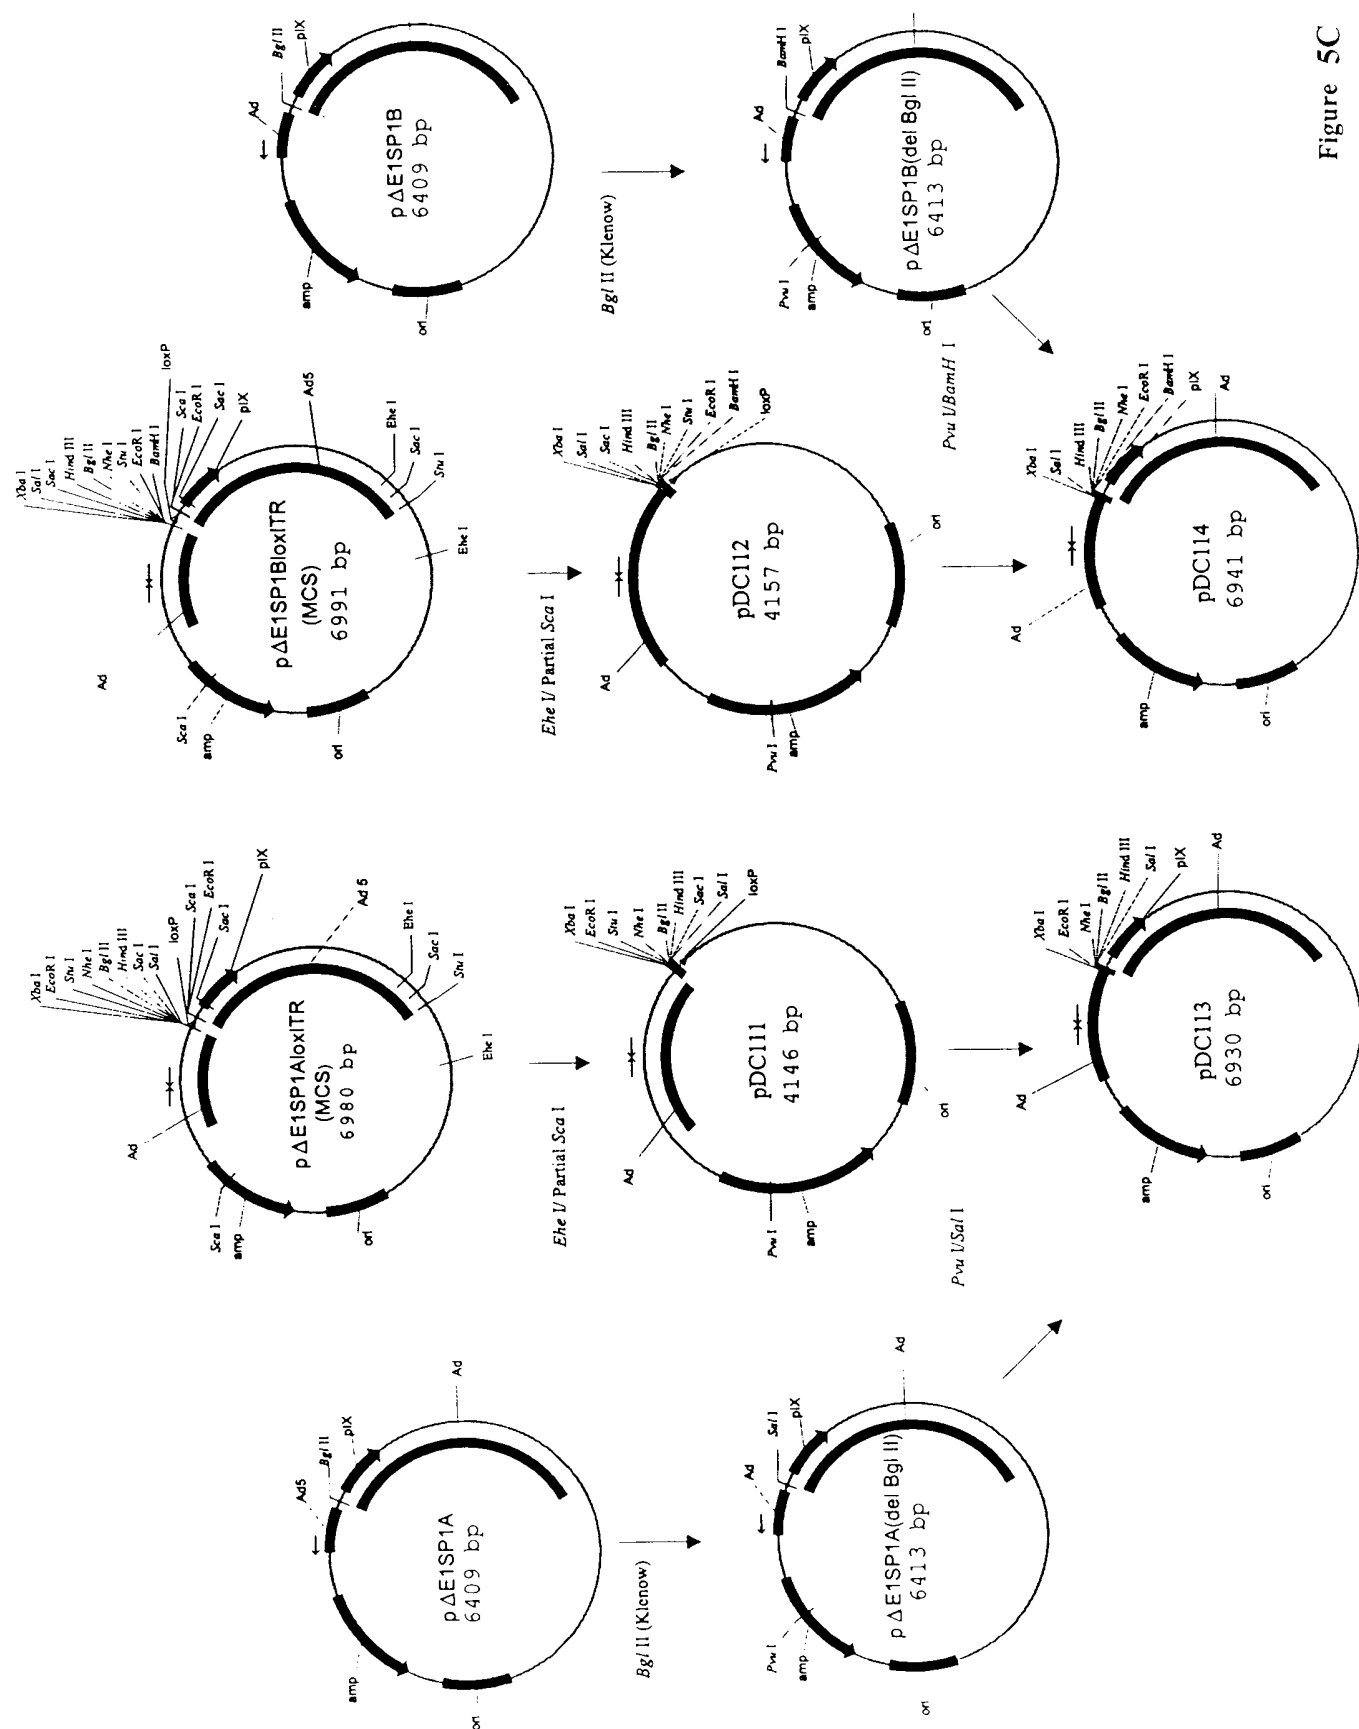 pΔE1SP1A
6409 bp
Ad5
Bgl II
pIX
Ad
amp
ori
Bgl II (Klenow)
pΔE1SP1A(del Bgl II)
6413 bp
Ad
Sal I
pIX
Ad
Pvu I
amp
ori
pΔE1SP1AloxITR
(MCS)
6980 bp
Xba I
EcoR I
Stu I
Nhe I
Bgl II
Hind III
Sac I
Sal I
loxP
Sca I
EcoR I
Sac I
pIX
Ad 5
Ehe I
Sac I
Stu I
Ehe I
Ad
Sca I
amp
ori
Ehe I/ Partial Sca I
pDC111
4146 bp
Xba I
EcoR I
Stu I
Nhe I
Bgl II
Hind III
Sac I
Sal I
loxP
Ad
Pvu I
amp
ori
Pvu I/Sal I
pDC113
6930 bp
Xba I
EcoR I
Nhe I
Bgl II
Hind III
Sal I
pIX
Ad
Ad
amp
ori
pΔE1SP1BloxITR
(MCS)
6991 bp
Xba I
Sal I
Sac I
Hind III
Bgl II
Nhe I
Stu I
EcoR I
BamH I
loxP
Sca I
EcoR I
Sac I
pIX
Ad5
Ehe I
Sac I
Stu I
Ehe I
Ad
Sca I
amp
ori
Ehe I/ Partial Sca I
pDC112
4157 bp
Xba I
Sal I
Sac I
Hind III
Bgl II
Nhe I
Stu I
EcoR I
BamH I
loxP
Ad
Pvu I
amp
ori
pDC114
6941 bp
Xba I
Sal I
Hind III
Bgl II
Nhe I
EcoR I
BamH I
pIX
Ad
Ad
amp
ori
pΔE1SP1B
6409 bp
Ad
Bgl II
pIX
amp
ori
Bgl II (Klenow)
pΔE1SP1B(del Bgl II)
6413 bp
Ad
BamH I
pIX
Pvu I
amp
ori
Pvu I/BamH I
Figure 5C